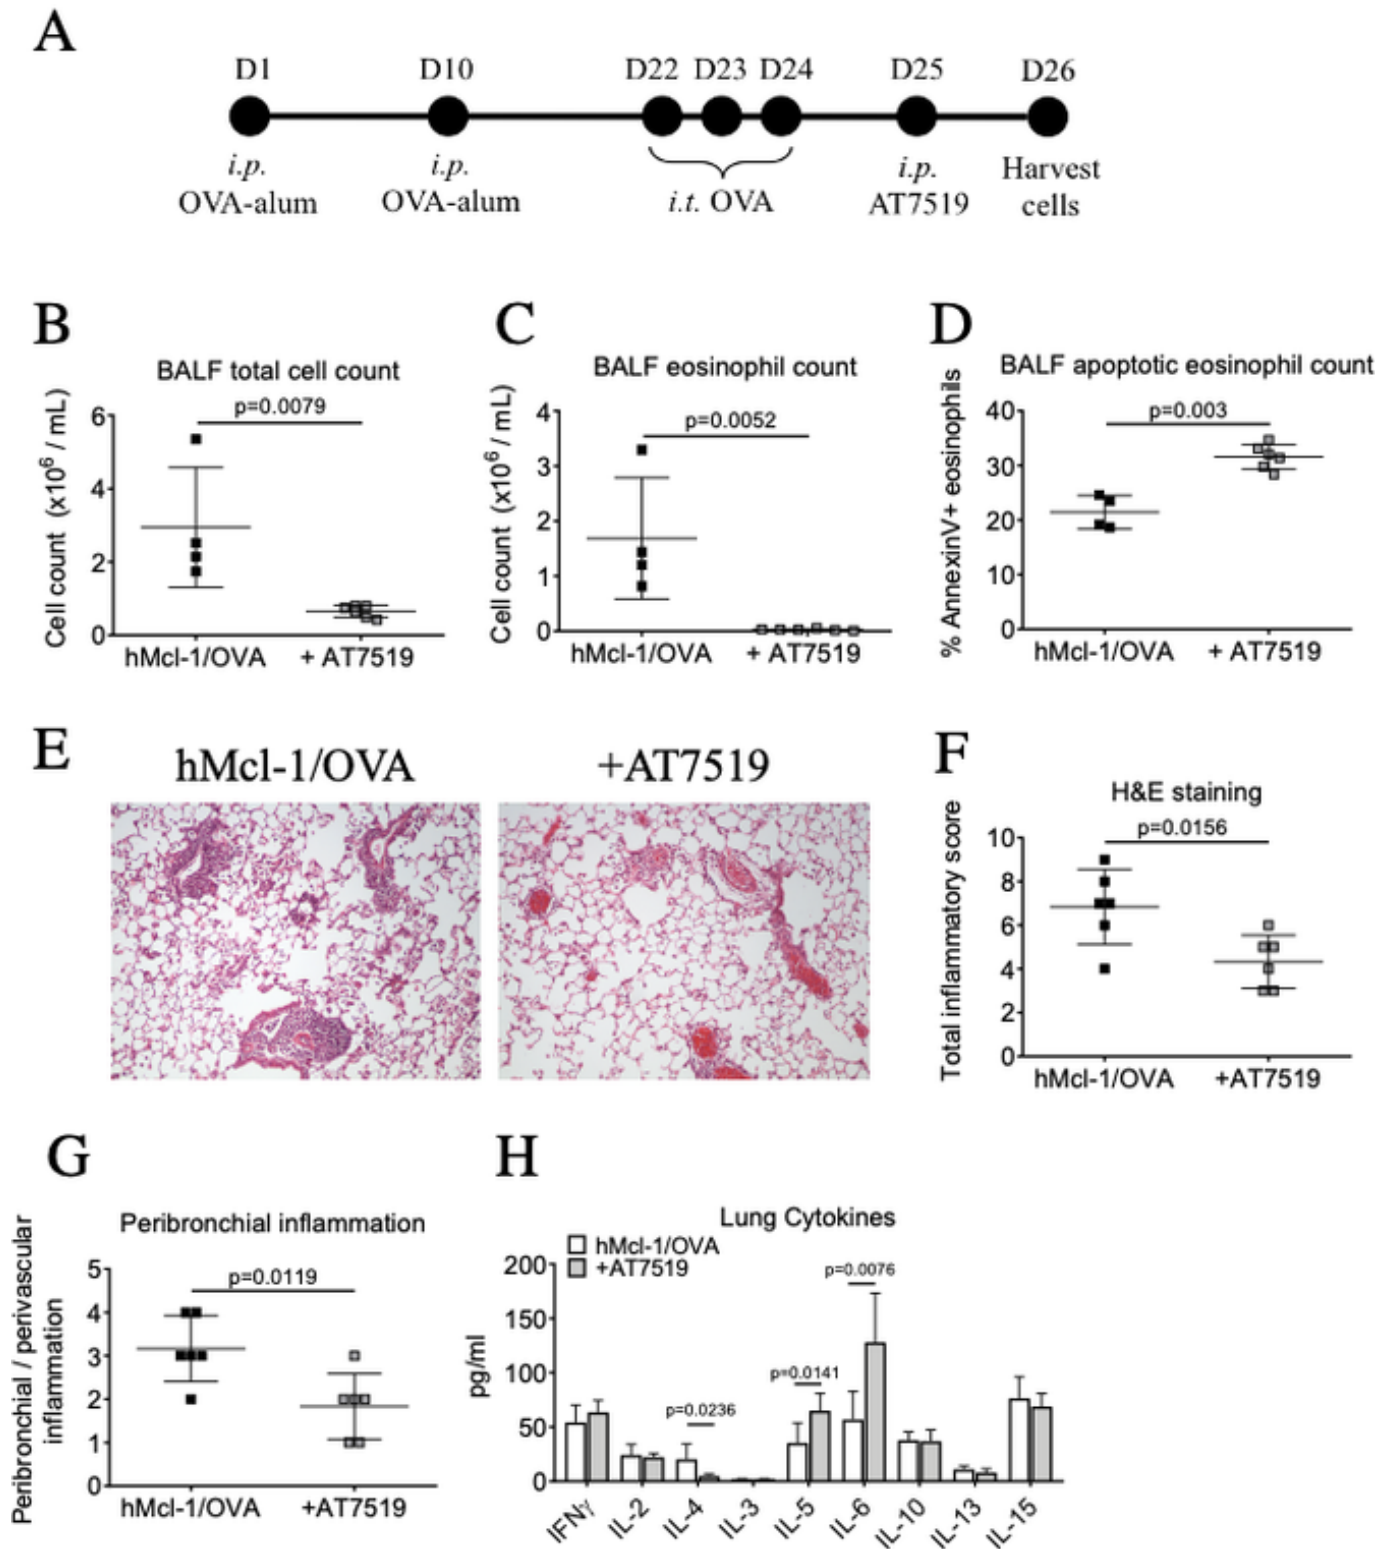 A
D1 D10 D22 D23 D24 D25 D26
i.p. i.p. i.t. OVA i.p. Harvest
OVA-alum OVA-alum AT7519 cells
B
BALF total cell count
p=0.0079
Cell count (x10⁶ / mL)
6
4
2
0
hMcl-1/OVA + AT7519
C
BALF eosinophil count
p=0.0052
Cell count (x10⁶ / mL)
4
3
2
1
0
hMcl-1/OVA + AT7519
D
BALF apoptotic eosinophil count
p=0.003
% AnnexinV+ eosinophils
40
30
20
10
0
hMcl-1/OVA + AT7519
E
hMcl-1/OVA +AT7519
F
H&E staining
p=0.0156
Total inflammatory score
10
8
6
4
2
0
hMcl-1/OVA +AT7519
G
Peribronchial inflammation
p=0.0119
Peribronchial / perivascular
inflammation
5
4
3
2
1
0
hMcl-1/OVA +AT7519
H
Lung Cytokines
hMcl-1/OVA
+AT7519
p=0.0076
p=0.0141
p=0.0236
pg/ml
200
150
100
50
0
IFNγ IL-2 IL-4 IL-3 IL-5 IL-6 IL-10 IL-13 IL-15